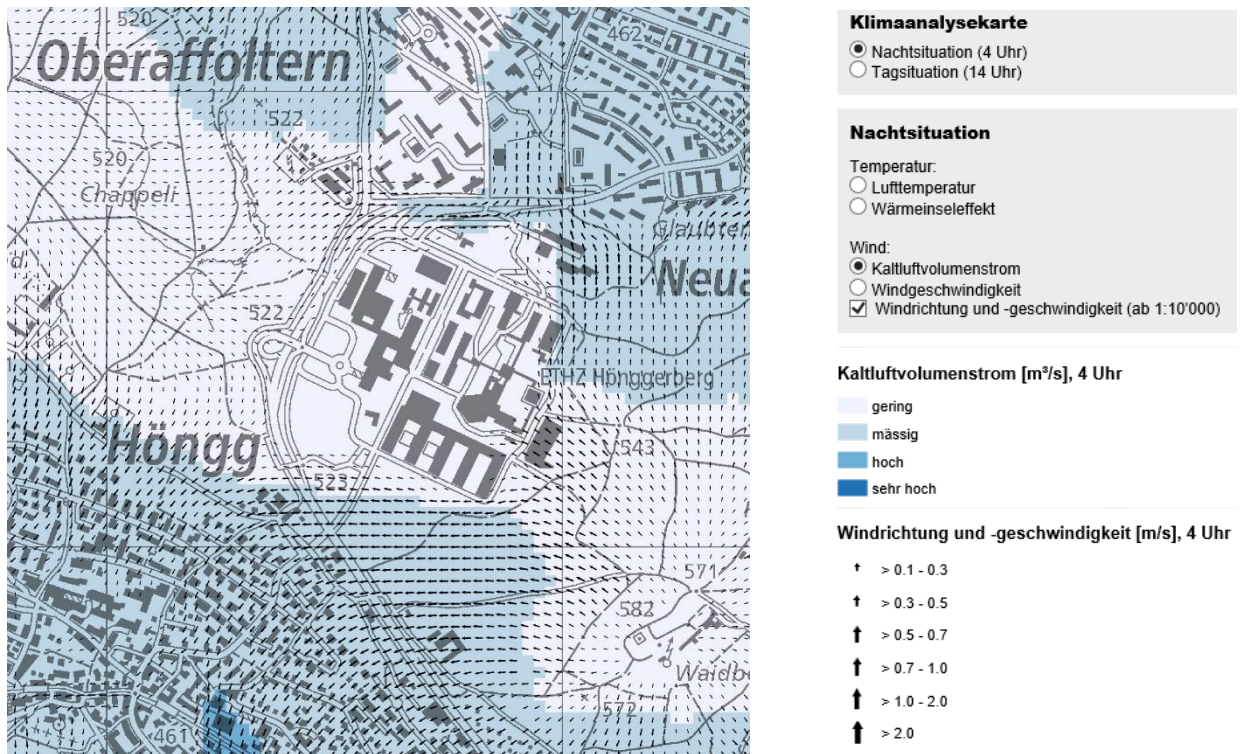 520
Oberaffoltern
462
522
520
Chappeli
Glaubten
Neua
522
ETHZ Hönggerberg
Höngg
543
523
571
582
Waidb
572
461
Klimaanalysekarte
Nachtsituation (4 Uhr)
Tagsituation (14 Uhr)
Nachtsituation
Temperatur:
Lufttemperatur
Wärmeinseleffekt
Wind:
Kaltluftvolumenstrom
Windgeschwindigkeit
Windrichtung und -geschwindigkeit (ab 1:10'000)
Kaltluftvolumenstrom [m³/s], 4 Uhr
gering
mässig
hoch
sehr hoch
Windrichtung und -geschwindigkeit [m/s], 4 Uhr
> 0.1 - 0.3
> 0.3 - 0.5
> 0.5 - 0.7
> 0.7 - 1.0
> 1.0 - 2.0
> 2.0